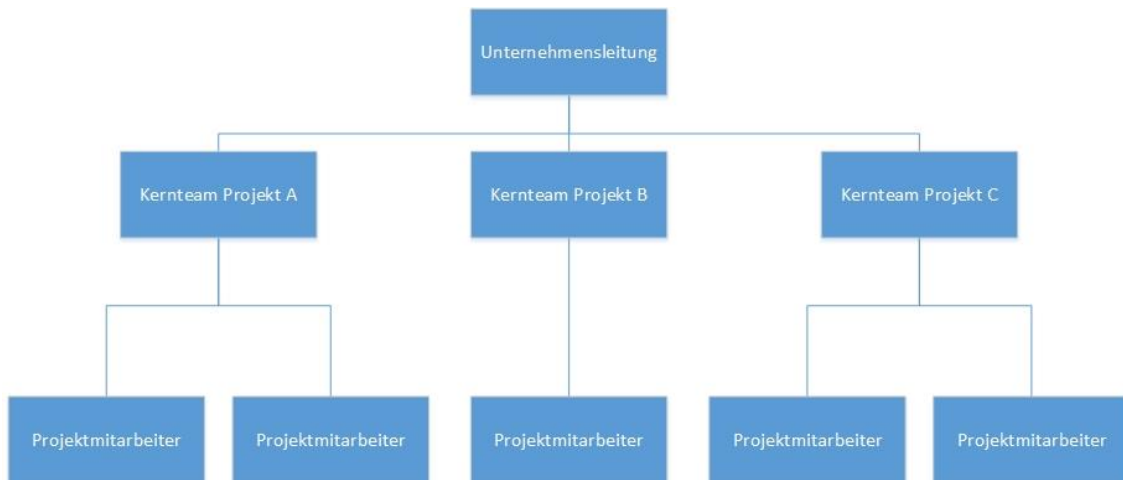 Unternehmensleitung
Kernteam Projekt A
Kernteam Projekt B
Kernteam Projekt C
Projektmitarbeiter
Projektmitarbeiter
Projektmitarbeiter
Projektmitarbeiter
Projektmitarbeiter